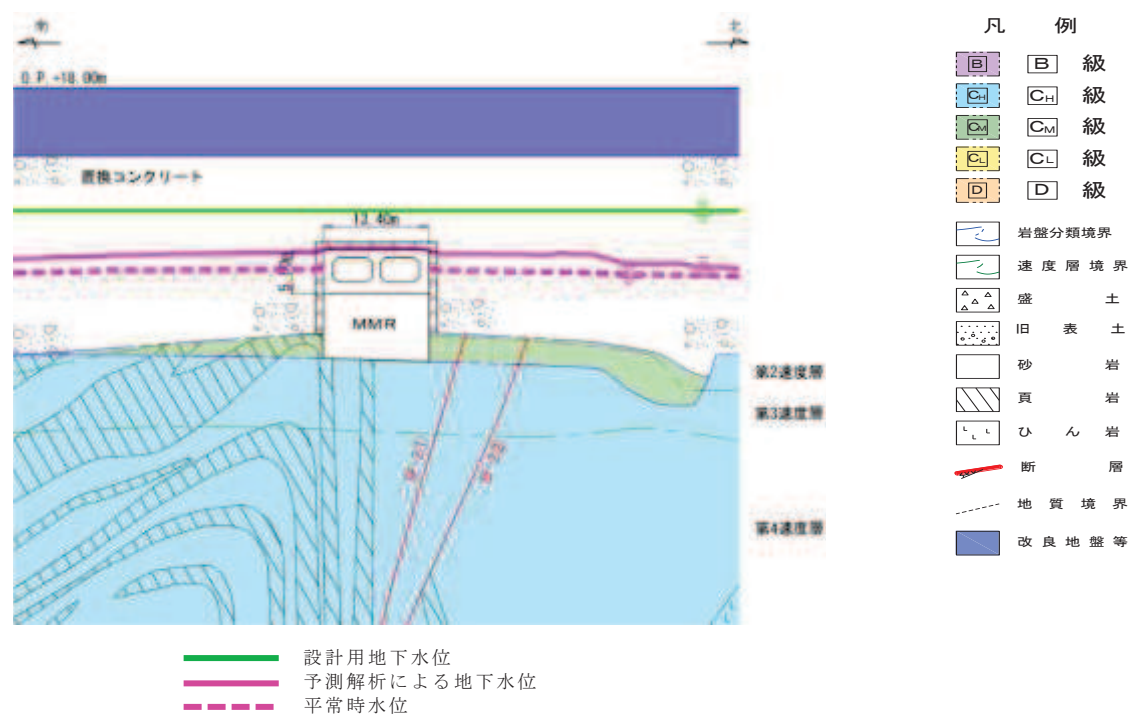 南
北
O.P.+18.00m
置換コンクリート
13.40m
MMR
第2速度層
第3速度層
第4速度層
設計用地下水位
予測解析による地下水位
平常時水位
凡 例
B B 級
CH CH 級
CM CM 級
CL CL 級
D D 級
岩盤分類境界
速度層境界
盛 土
旧 表 土
砂 岩
頁 岩
ひ ん 岩
断 層
地 質 境 界
改 良 地 盤 等